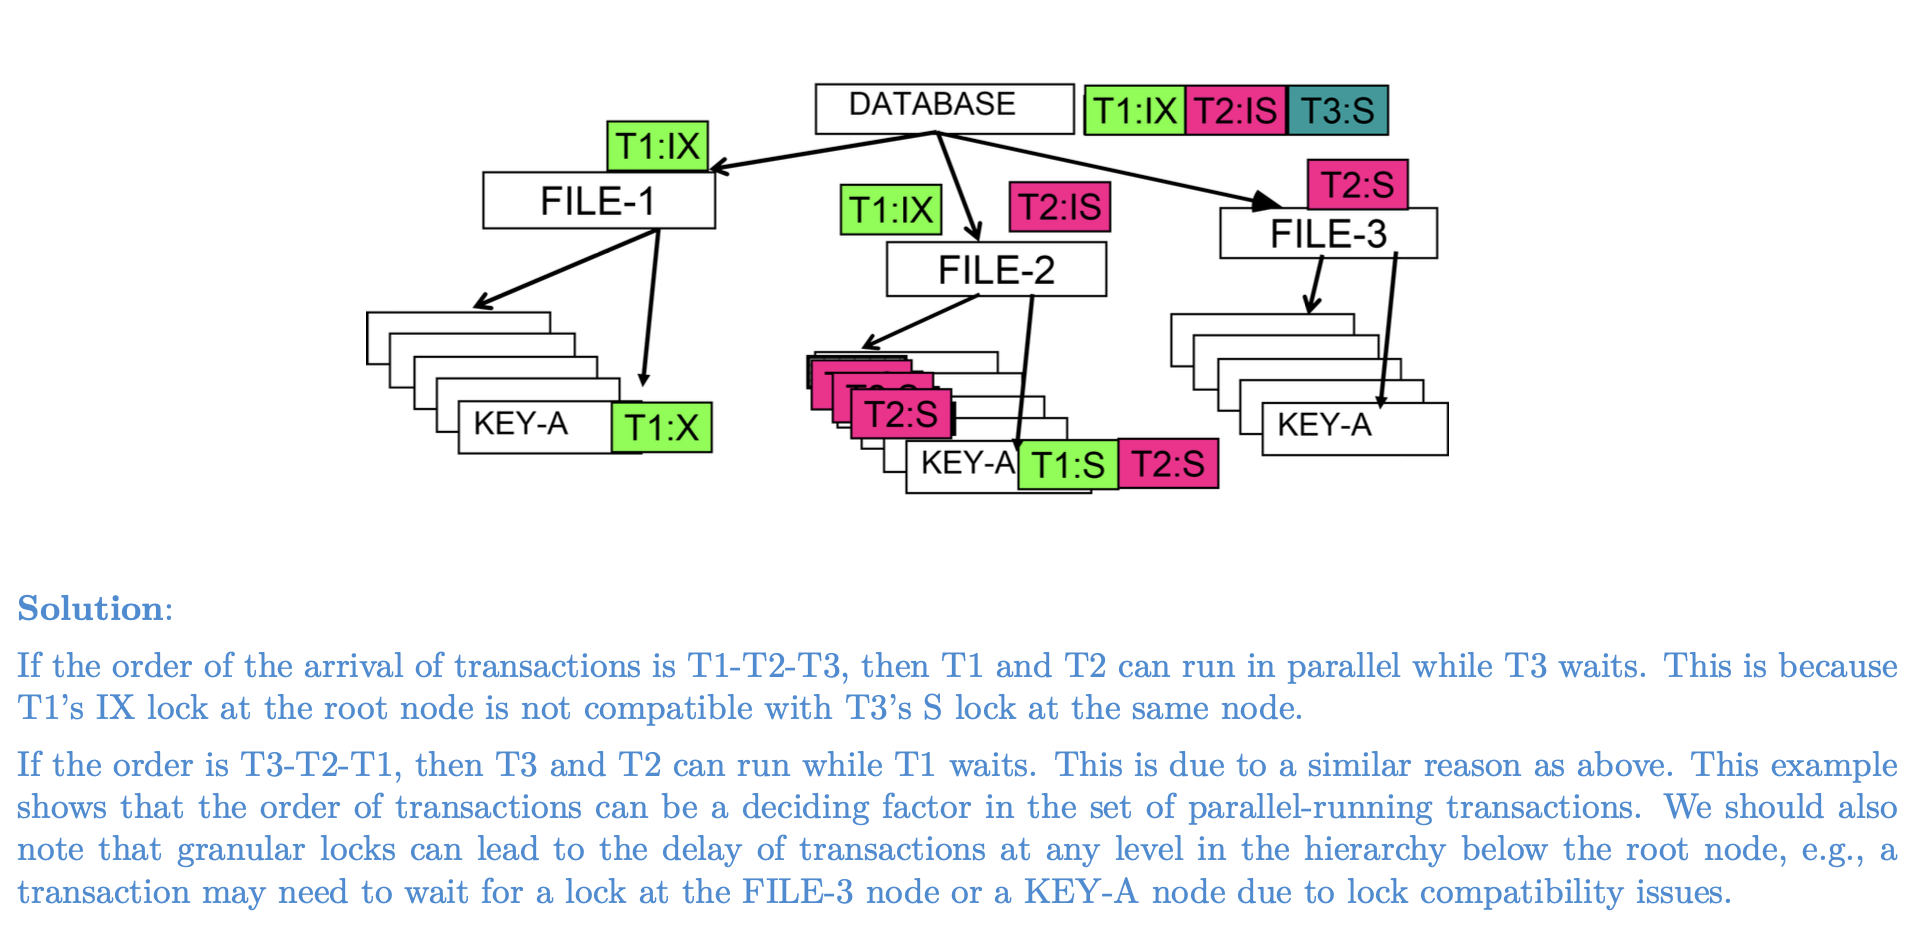 DATABASE T1:IX T2:IS T3:S
T1:IX
FILE-1
T1:IX T2:IS
FILE-2
T2:S
FILE-3
KEY-A T1:X
T2:S
KEY-A T1:S T2:S
KEY-A
Solution:
If the order of the arrival of transactions is T1-T2-T3, then T1 and T2 can run in parallel while T3 waits. This is because
T1’s IX lock at the root node is not compatible with T3’s S lock at the same node.
If the order is T3-T2-T1, then T3 and T2 can run while T1 waits. This is due to a similar reason as above. This example
shows that the order of transactions can be a deciding factor in the set of parallel-running transactions. We should also
note that granular locks can lead to the delay of transactions at any level in the hierarchy below the root node, e.g., a
transaction may need to wait for a lock at the FILE-3 node or a KEY-A node due to lock compatibility issues.